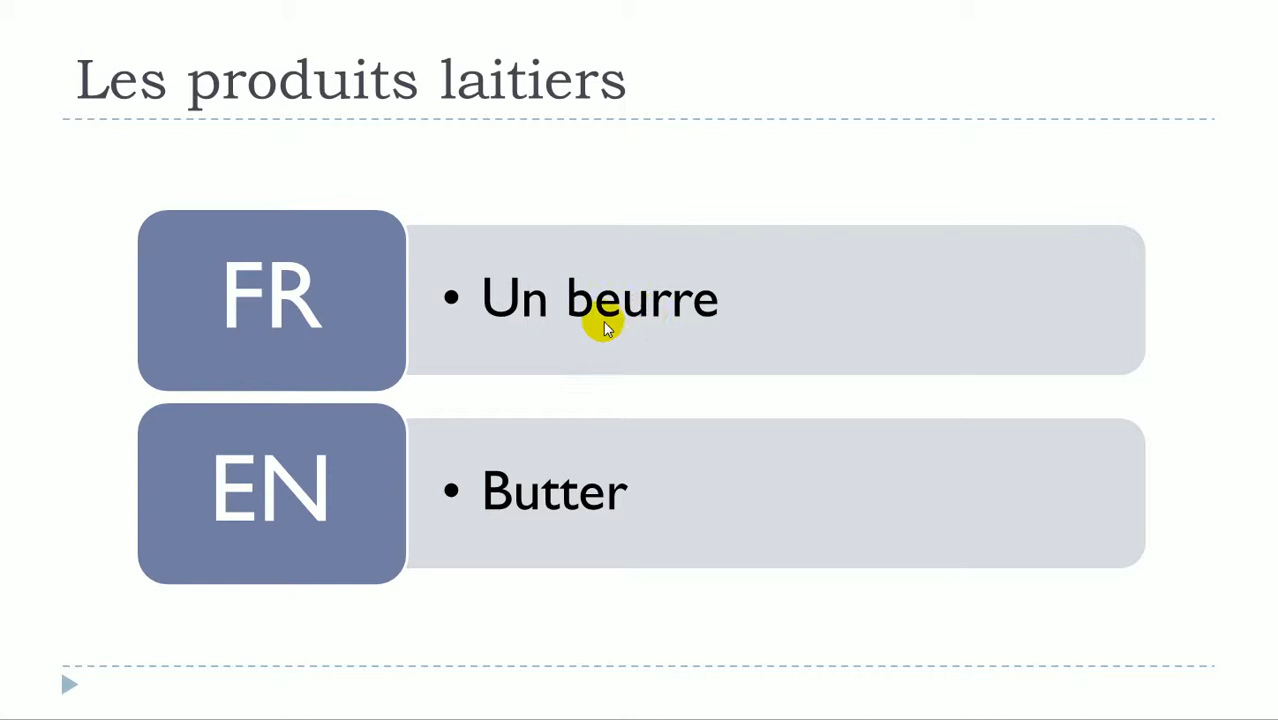 Les produits laitiers
FR
• Un beurre
EN
• Butter